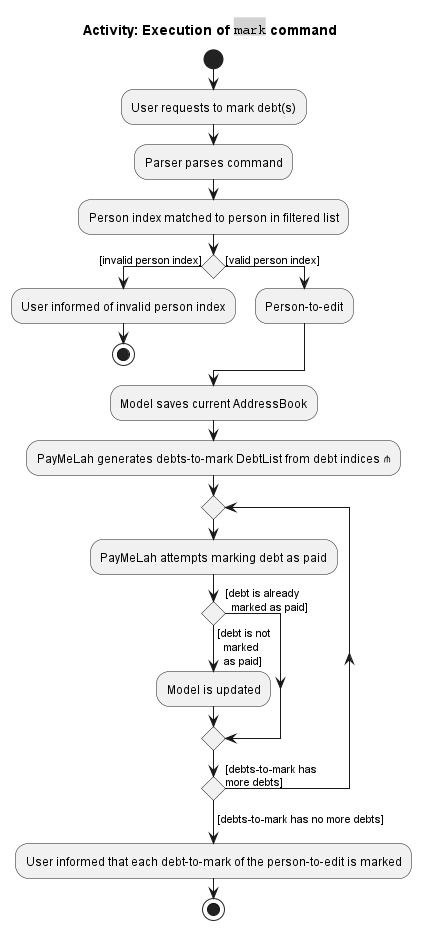 Activity: Execution of mark command
User requests to mark debt(s)
Parser parses command
Person index matched to person in filtered list
[invalid person index]
[valid person index]
User informed of invalid person index
Person-to-edit
Model saves current AddressBook
PayMeLah generates debts-to-mark DebtList from debt indices ⋔
PayMeLah attempts marking debt as paid
[debt is already
marked as paid]
[debt is not
marked
as paid]
Model is updated
[debts-to-mark has
more debts]
[debts-to-mark has no more debts]
User informed that each debt-to-mark of the person-to-edit is marked